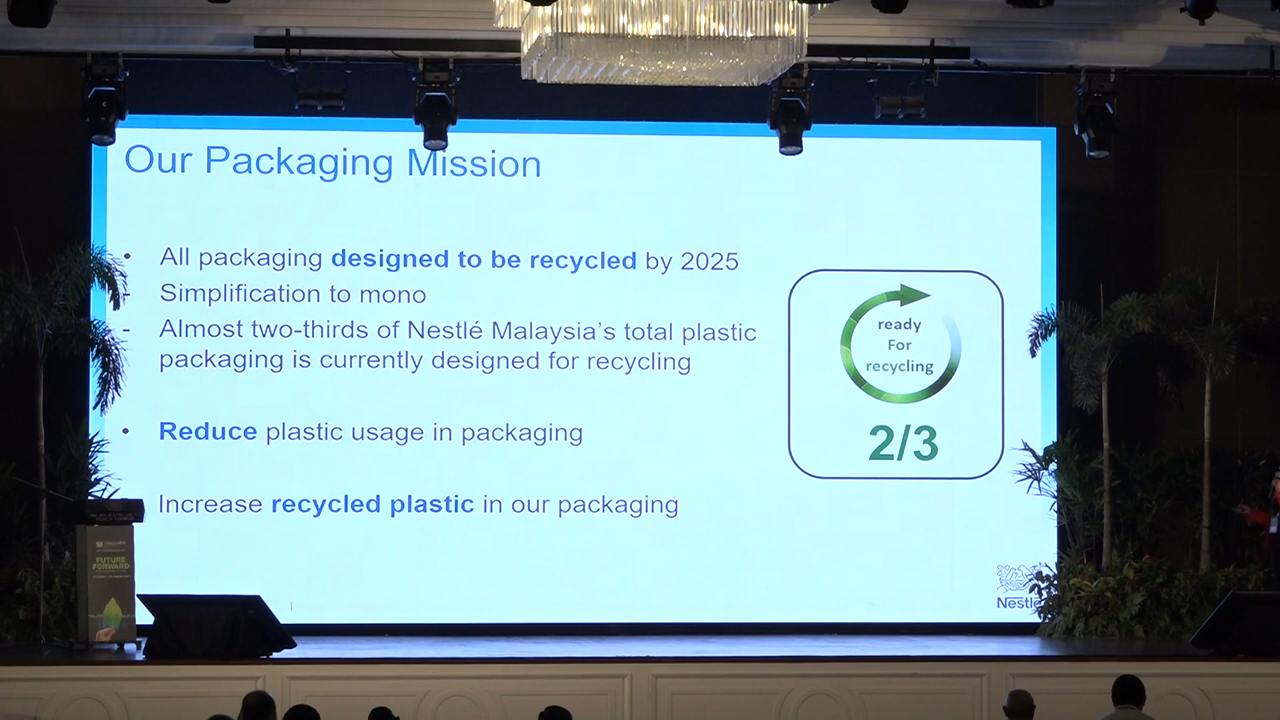 Our Packaging Mission
• All packaging designed to be recycled by 2025
- Simplification to mono
- Almost two-thirds of Nestlé Malaysia's total plastic
packaging is currently designed for recycling
• Reduce plastic usage in packaging
Increase recycled plastic in our packaging
ready
For
recycling
2/3
Nestlé
FUTURE
FORWARD